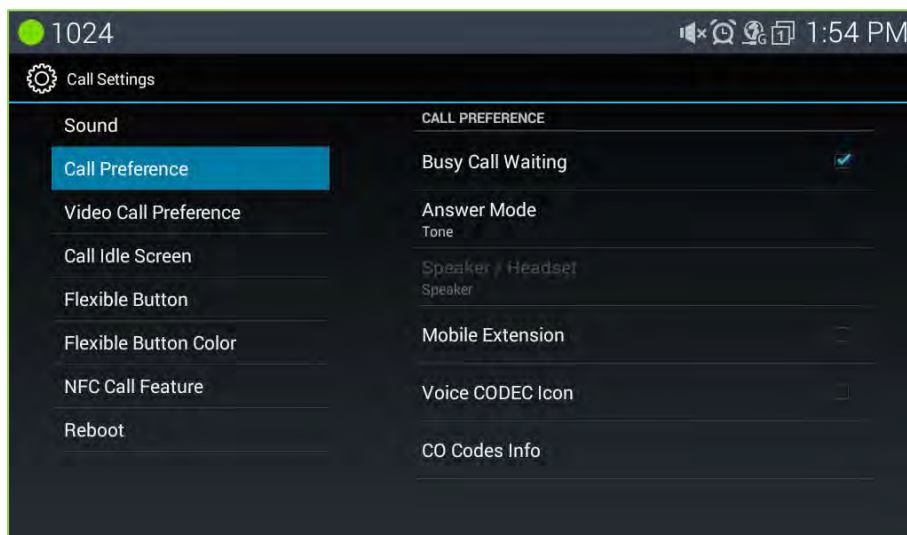 1024
1:54 PM
Call Settings
Sound
Call Preference
Video Call Preference
Call Idle Screen
Flexible Button
Flexible Button Color
NFC Call Feature
Reboot
CALL PREFERENCE
Busy Call Waiting
Answer Mode
Tone
Speaker / Headset
Speaker
Mobile Extension
Voice CODEC Icon
CO Codes Info